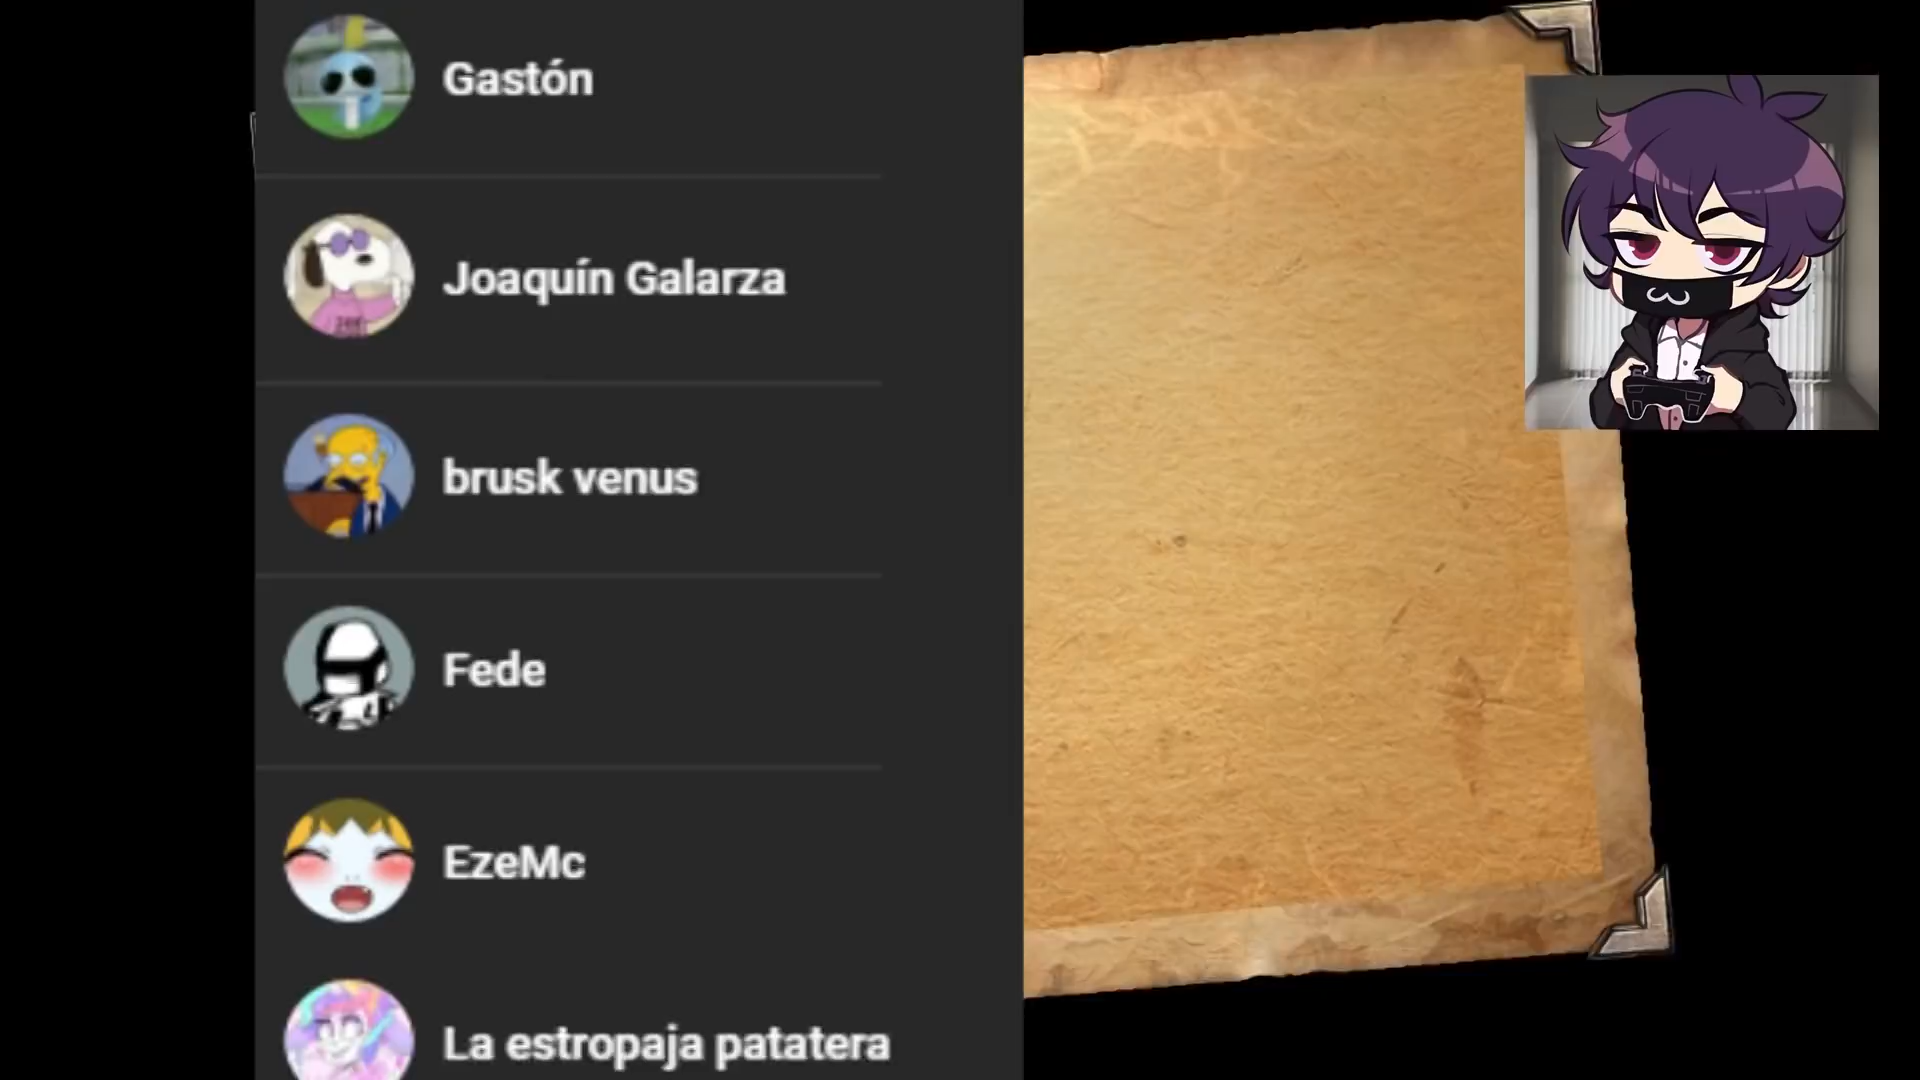 Gastón
Joaquín Galarza
brusk venus
Fede
EzeMc
La estropaja patatera